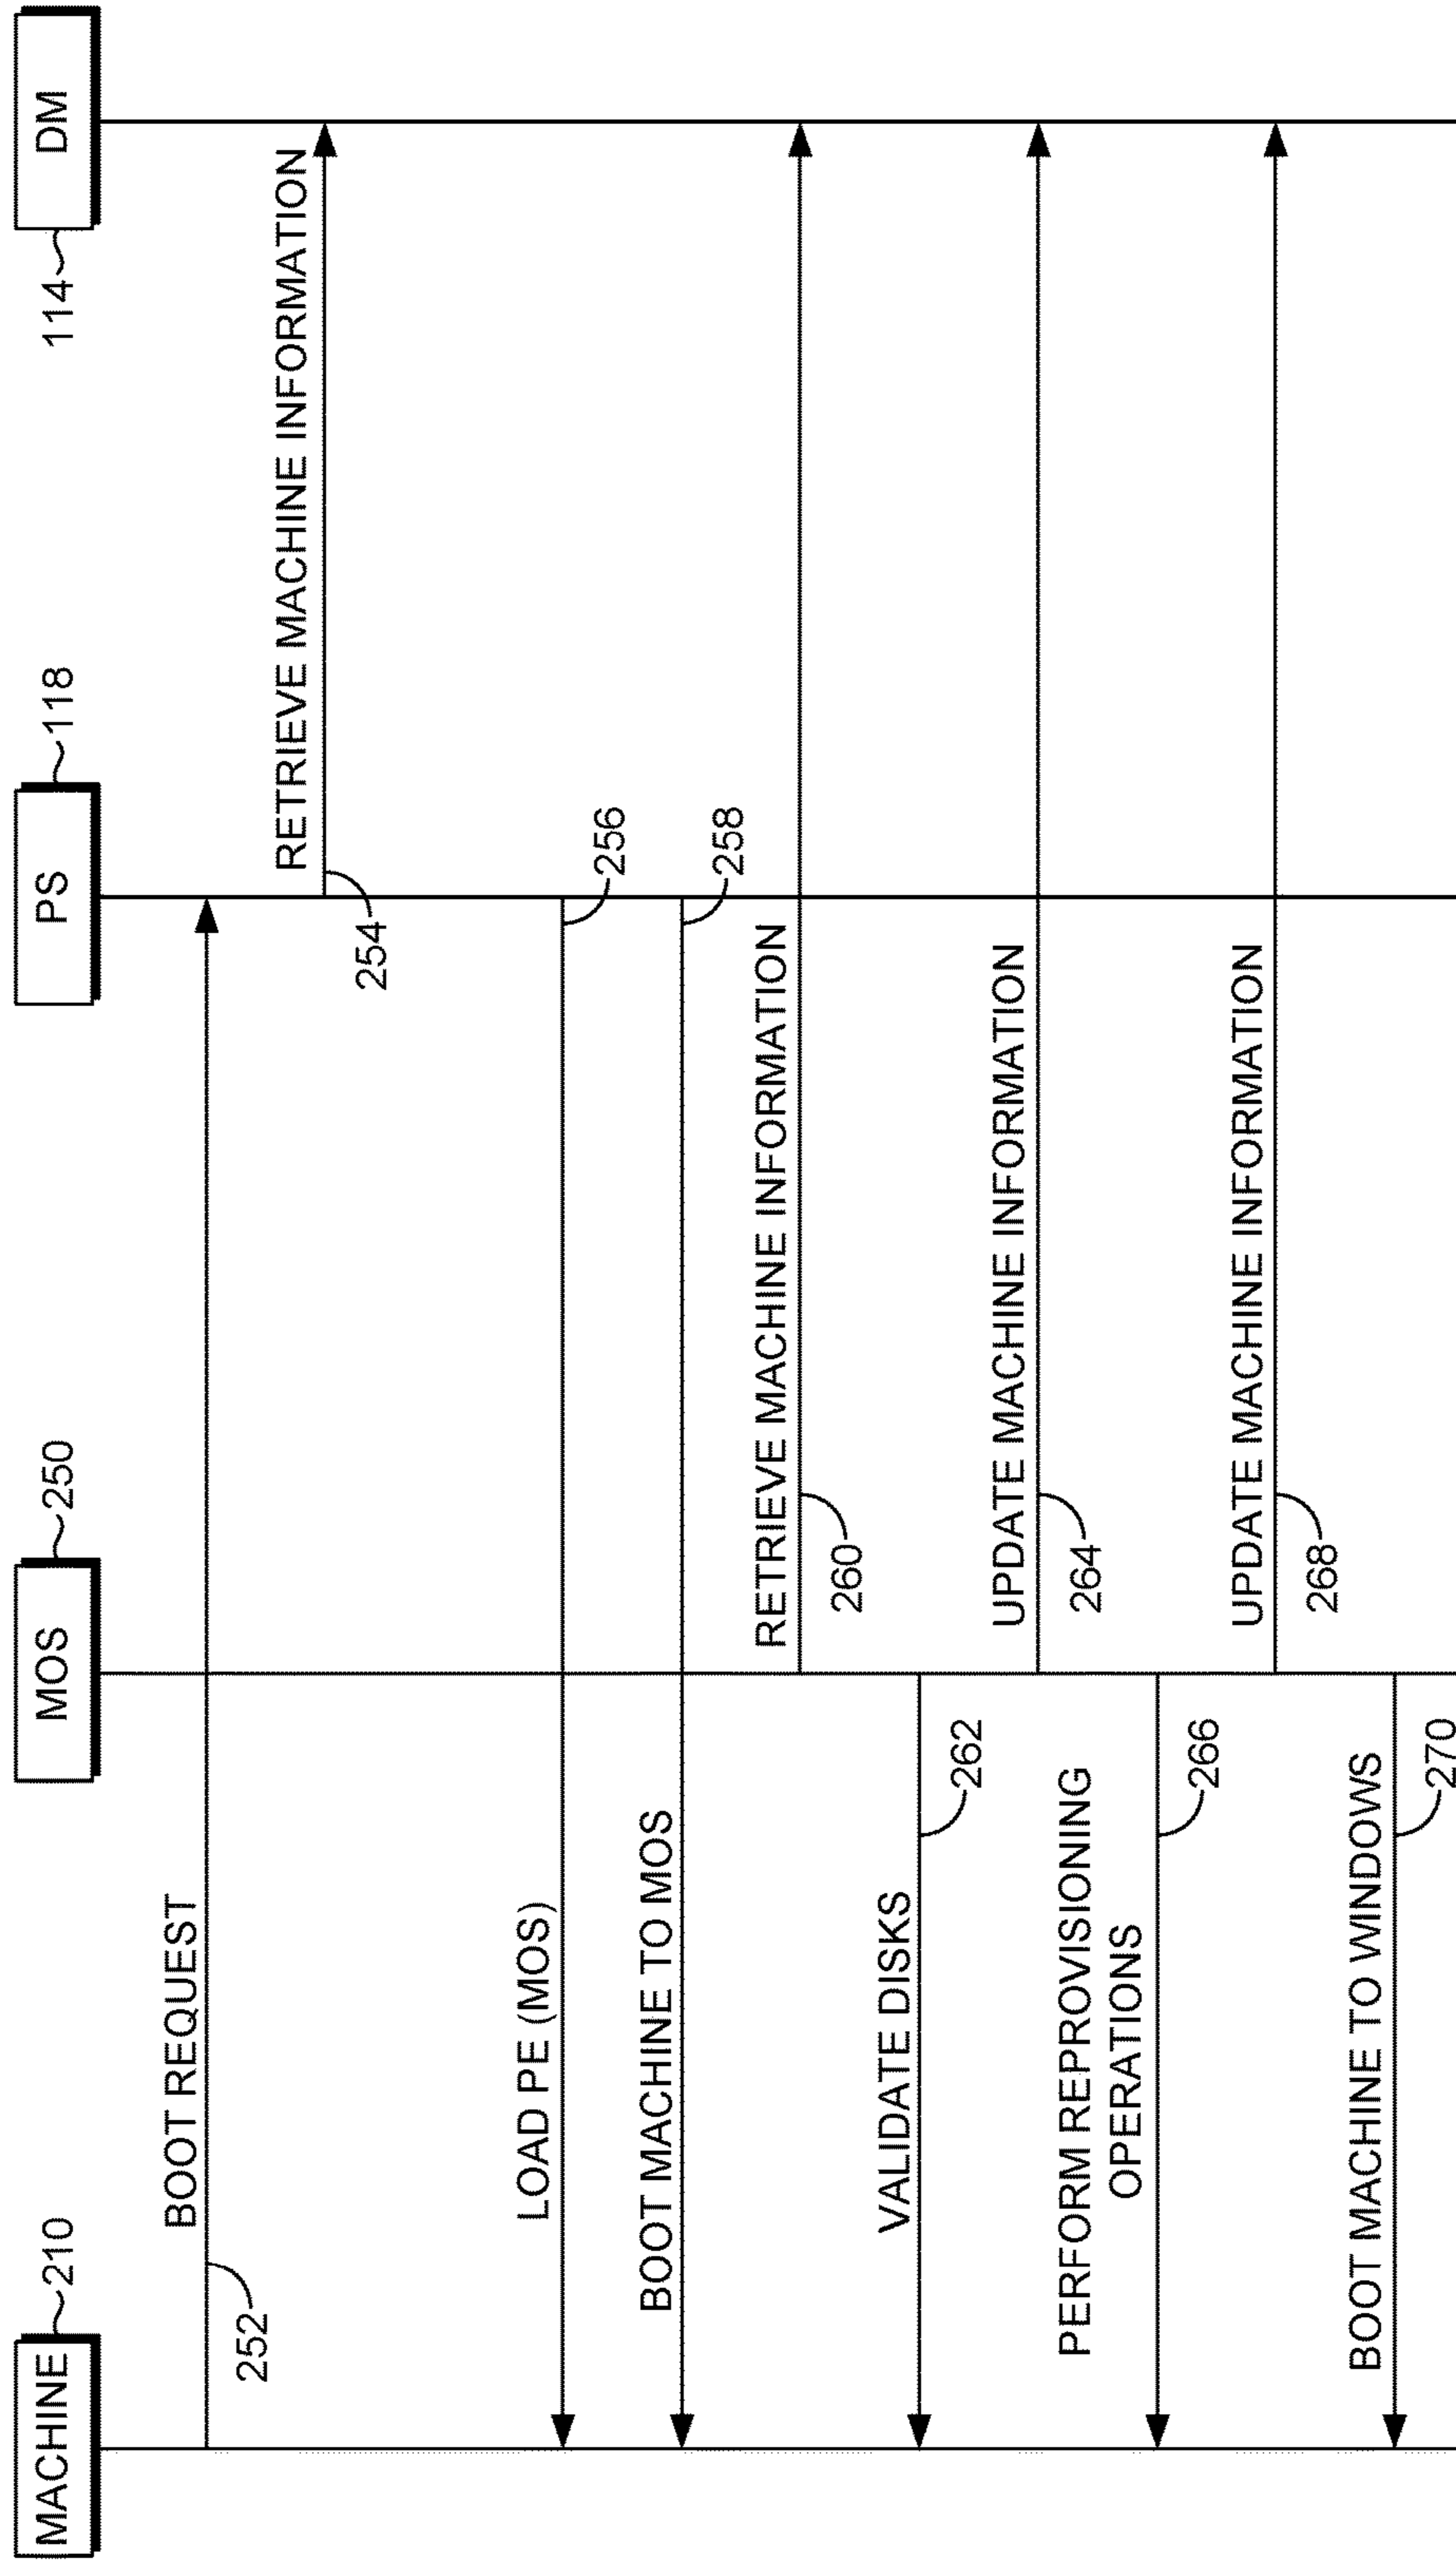 MACHINE
210
MOS
250
PS
118
114
DM
BOOT REQUEST
252
RETRIEVE MACHINE INFORMATION
254
LOAD PE (MOS)
256
BOOT MACHINE TO MOS
258
RETRIEVE MACHINE INFORMATION
260
VALIDATE DISKS
262
UPDATE MACHINE INFORMATION
264
PERFORM REPROVISIONING
OPERATIONS
266
UPDATE MACHINE INFORMATION
268
BOOT MACHINE TO WINDOWS
270